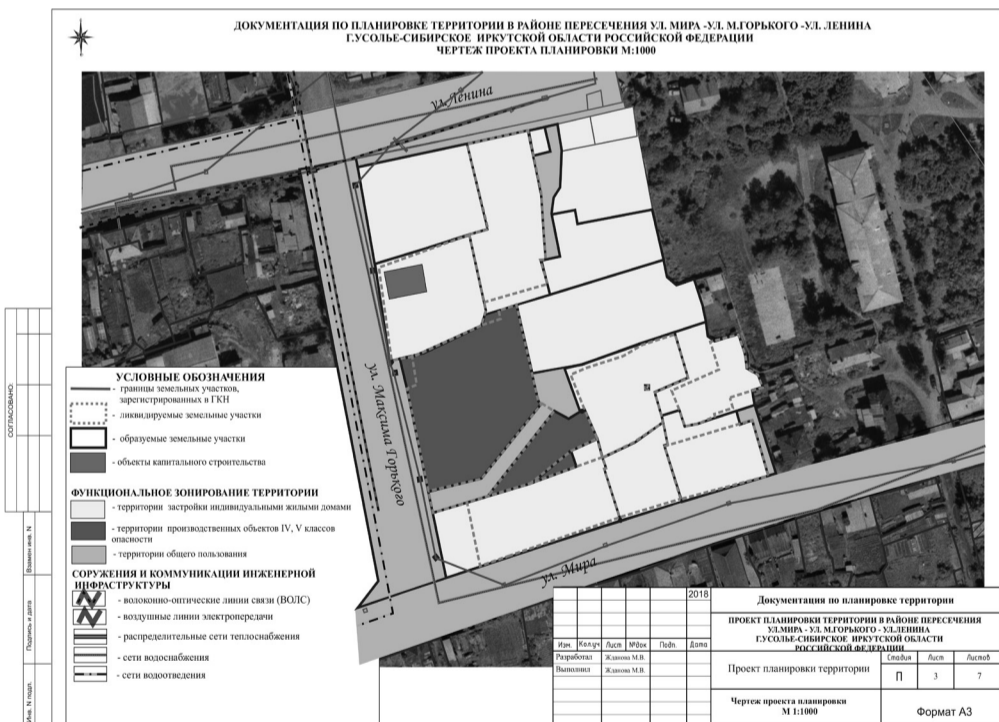 ДОКУМЕНТАЦИЯ ПО ПЛАНИРОВКЕ ТЕРРИТОРИИ В РАЙОНЕ ПЕРЕСЕЧЕНИЯ УЛ. МИРА -УЛ. М.ГОРЬКОГО -УЛ. ЛЕНИНА
Г.УСОЛЬЕ-СИБИРСКОЕ ИРКУТСКОЙ ОБЛАСТИ РОССИЙСКОЙ ФЕДЕРАЦИИ
ЧЕРТЕЖ ПРОЕКТА ПЛАНИРОВКИ М:1000
ул.Ленина
ул. Максима Горького
ул. Мира
УСЛОВНЫЕ ОБОЗНАЧЕНИЯ
- границы земельных участков,
зарегистрированных в ГКН
- ликвидируемые земельные участки
- образуемые земельные участки
- объекты капитального строительства
ФУНКЦИОНАЛЬНОЕ ЗОНИРОВАНИЕ ТЕРРИТОРИИ
- территории застройки индивидуальными жилыми домами
- территории производственных объектов IV, V классов
опасности
- территории общего пользования
СОРУЖЕНИЯ И КОММУНИКАЦИИ ИНЖЕНЕРНОЙ
ИНФРАСТРУКТУРЫ
- волоконно-оптические линии связи (ВОЛС)
- воздушные линии электропередачи
- распределительные сети теплоснабжения
- сети водоснабжения
- сети водоотведения
СОГЛАСОВАНО:
Взамен инв. N
Подпись и дата
Инв. N подл.
2018
Изм. Кол.уч Лист №док Подп. Дата
Разработал Жданова М.В.
Выполнил Жданова М.В.
Документация по планировке территории
ПРОЕКТ ПЛАНИРОВКИ ТЕРРИТОРИИ В РАЙОНЕ ПЕРЕСЕЧЕНИЯ
УЛ.МИРА - УЛ. М.ГОРЬКОГО - УЛ.ЛЕНИНА
Г.УСОЛЬЕ-СИБИРСКОЕ ИРКУТСКОЙ ОБЛАСТИ
РОССИЙСКОЙ ФЕДЕРАЦИИ
Проект планировки территории
Стадия Лист Листов
П 3 7
Чертеж проекта планировки
М 1:1000
Формат А3